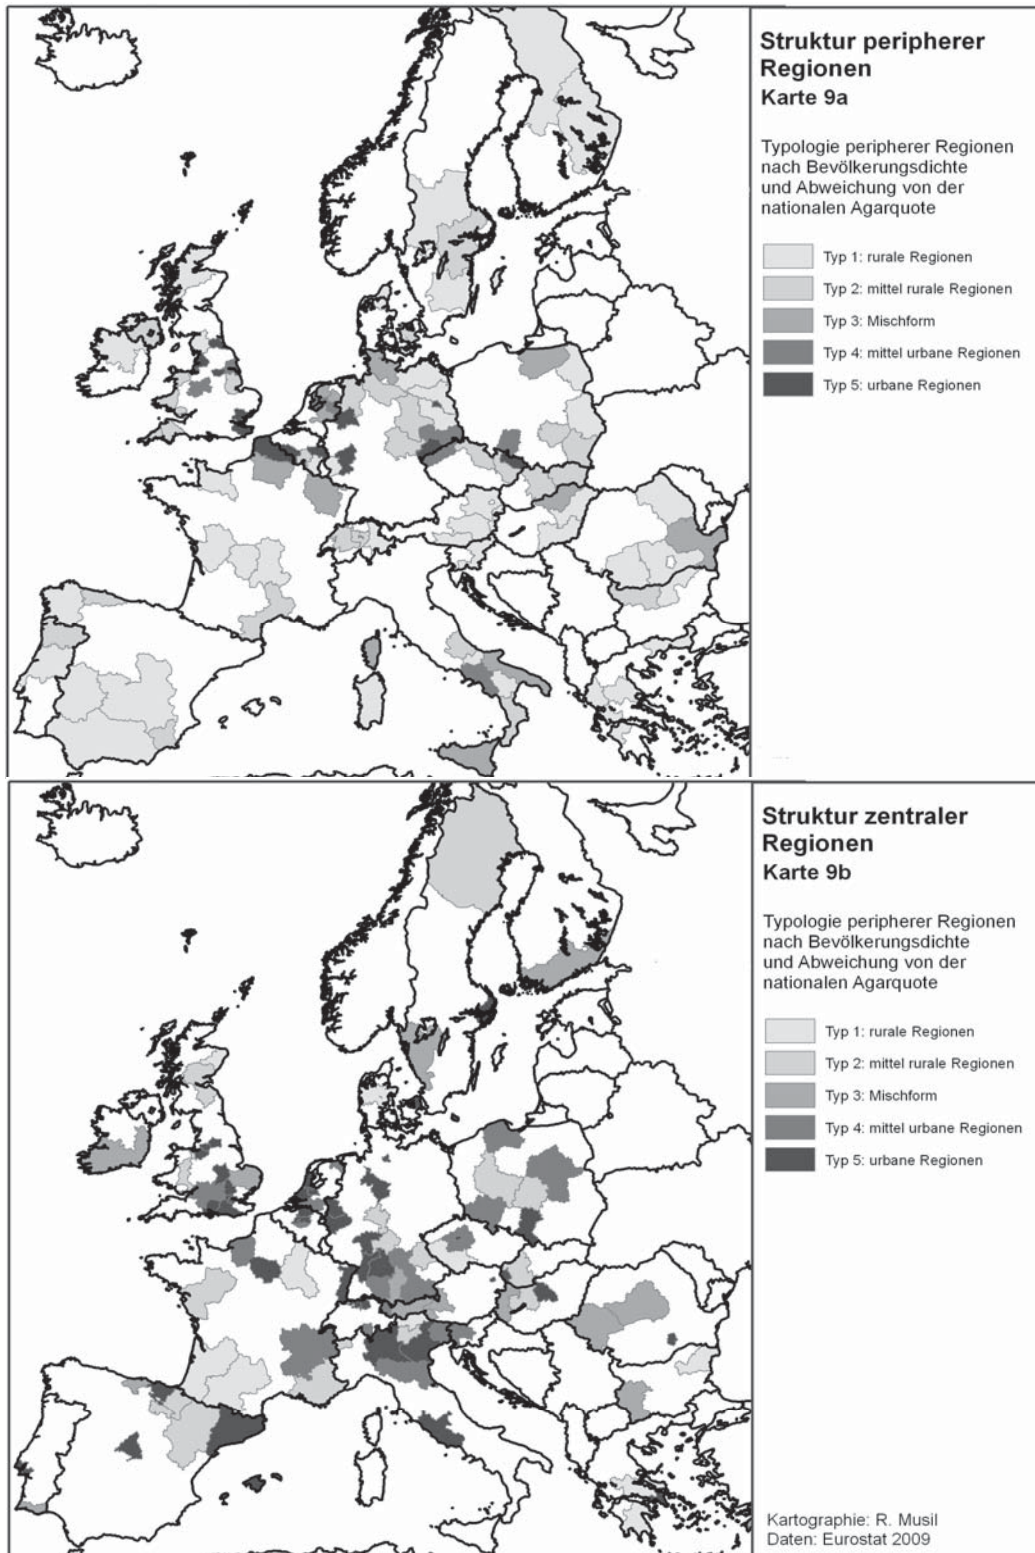 Struktur peripherer
Regionen
Karte 9a
Typologie peripherer Regionen
nach Bevölkerungsdichte
und Abweichung von der
nationalen Agarquote
Typ 1: rurale Regionen
Typ 2: mittel rurale Regionen
Typ 3: Mischform
Typ 4: mittel urbane Regionen
Typ 5: urbane Regionen
Struktur zentraler
Regionen
Karte 9b
Typologie peripherer Regionen
nach Bevölkerungsdichte
und Abweichung von der
nationalen Agarquote
Typ 1: rurale Regionen
Typ 2: mittel rurale Regionen
Typ 3: Mischform
Typ 4: mittel urbane Regionen
Typ 5: urbane Regionen
Kartographie: R. Musil
Daten: Eurostat 2009